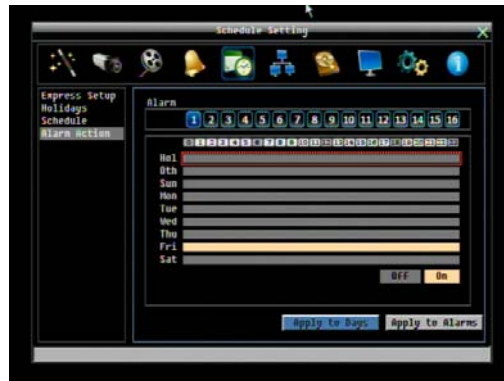 Schedule Setting
X
Express Setup
Holidays
Schedule
Alarm Action
Alarm
1 2 3 4 5 6 7 8 9 10 11 12 13 14 15 16
Hol
Oth
Sun
Mon
Tue
Wed
Thu
Fri
Sat
OFF On
Apply to Days Apply to Alarms